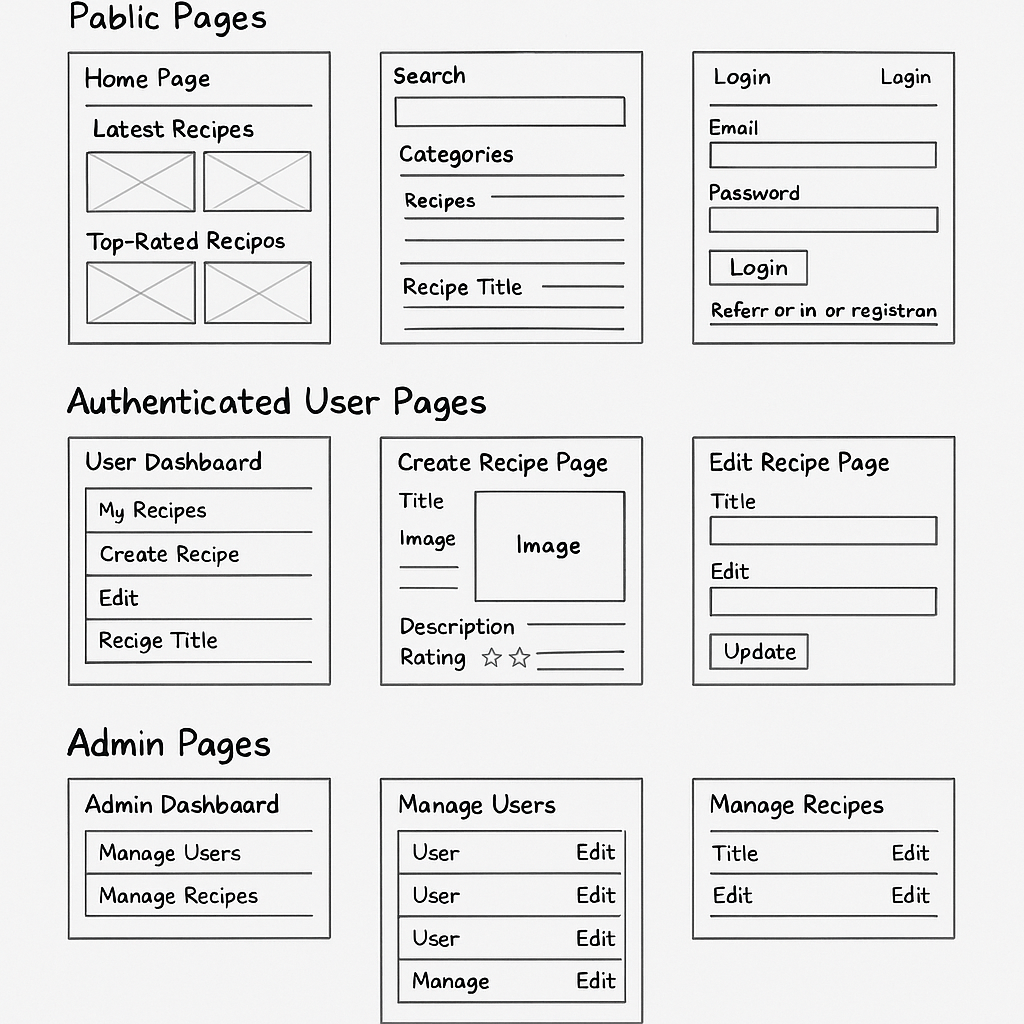 Pablic Pages
Home Page
Latest Recipes
Top-Rated Recipos
Search
Categories
Recipes
Recipe Title
Login Lagin
Email
Password
Login
Referr or in or registran
Authenticated User Pages
User Dashbaard
My Recipes
Create Recipe
Edit
Recige Title
Create Recipe Page
Title
Image
Image
Description
Rating
Edit Recipe Page
Title
Edit
Update
Admin Pages
Admin Dashbaard
Manage Users
Manage Recipes
Manage Users
User Edit
User Edit
User Edit
Manage Edit
Manage Recipes
Title Edit
Edit Edit